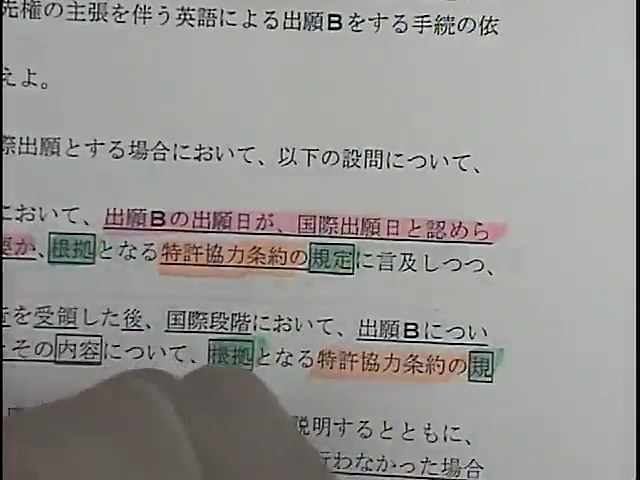 先権の主張を伴う英語による出願Bをする手続の依
えよ。
際出願とする場合において、以下の設問について、
において、出願Bの出願日が、国際出願日と認めら
要か、根拠となる特許協力条約の規定に言及しつつ、
を受領した後、国際段階において、出願Bについ
その内容について、根拠となる特許協力条約の規
説明するとともに、
行わなかった場合